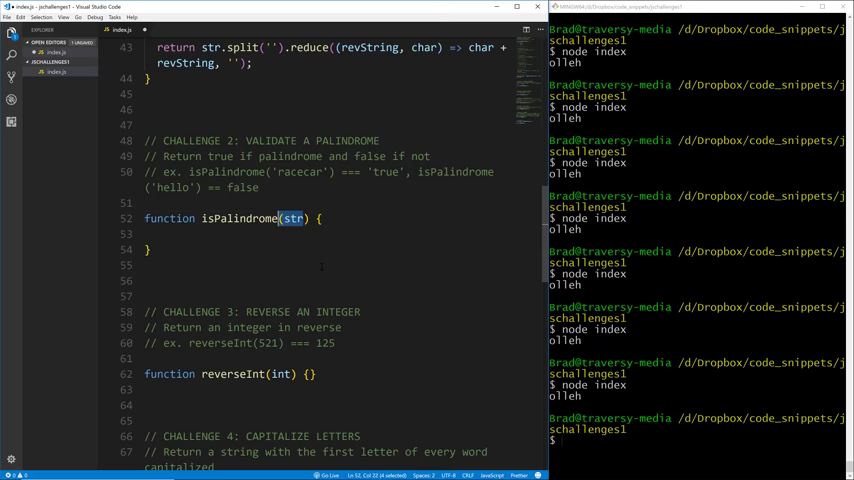 index.js - jschallenges1 - Visual Studio Code
File Edit Selection View Go Debug Tasks Help
EXPLORER
OPEN EDITORS 1 UNSAVED
index.js
JSCHALLENGES1
index.js
index.js
43 return str.split('').reduce((revString, char) => char +
revString, '');
44 }
45
46
47
48 // CHALLENGE 2: VALIDATE A PALINDROME
49 // Return true if palindrome and false if not
50 // ex. isPalindrome('racecar') === 'true', isPalindrome
('hello') == false
51
52 function isPalindrome(str) {
53
54 }
55
56
57
58 // CHALLENGE 3: REVERSE AN INTEGER
59 // Return an integer in reverse
60 // ex. reverseInt(521) === 125
61
62 function reverseInt(int) {}
63
64
65
66 // CHALLENGE 4: CAPITALIZE LETTERS
67 // Return a string with the first letter of every word
capitalized
0 0 Go Live Ln 52, Col 22 (4 selected) Spaces: 2 UTF-8 CRLF JavaScript Prettier
MINGW64:/d/Dropbox/code_snippets/jschallenges1
Brad@traversy-media /d/Dropbox/code_snippets/j
schallenges1
$ node index
olleh
Brad@traversy-media /d/Dropbox/code_snippets/j
schallenges1
$ node index
olleh
Brad@traversy-media /d/Dropbox/code_snippets/j
schallenges1
$ node index
olleh
Brad@traversy-media /d/Dropbox/code_snippets/j
schallenges1
$ node index
olleh
Brad@traversy-media /d/Dropbox/code_snippets/j
schallenges1
$ node index
olleh
Brad@traversy-media /d/Dropbox/code_snippets/j
schallenges1
$ node index
olleh
Brad@traversy-media /d/Dropbox/code_snippets/j
schallenges1
$ node index
olleh
Brad@traversy-media /d/Dropbox/code_snippets/j
schallenges1
$